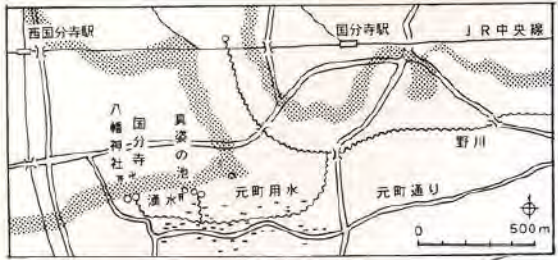 西国分寺駅
国分寺駅
JR中央線
八幡神社
国分寺
真姿の池
湧水
元町用水
元町通り
野川
0
500m